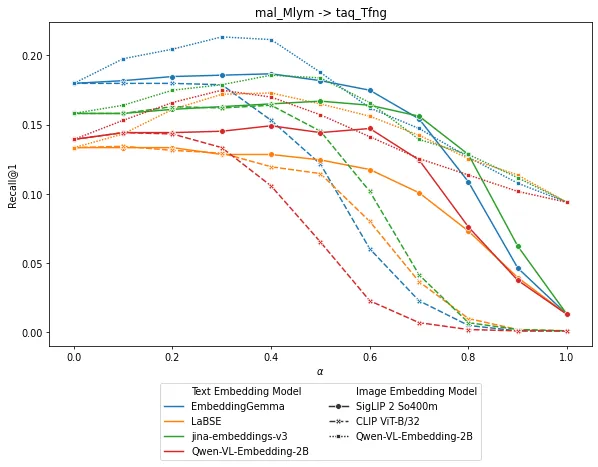 mal_Mlym -> taq_Tfng
0.20
0.15
0.10
0.05
0.00
Recall@1
0.0 0.2 0.4 0.6 0.8 1.0
α
Text Embedding Model
EmbeddingGemma
LaBSE
jina-embeddings-v3
Qwen-VL-Embedding-2B
Image Embedding Model
SigLIP 2 So400m
CLIP ViT-B/32
Qwen-VL-Embedding-2B